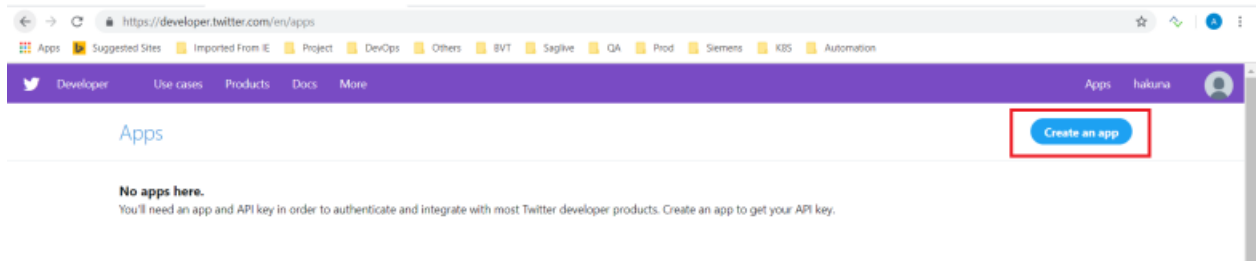 https://developer.twitter.com/en/apps
Apps Suggested Sites Imported From IE Project DevOps Others BVT Saglive QA Prod Siemens KBS Automation
Developer Use cases Products Docs More Apps hakuna
Apps Create an app
No apps here.
You'll need an app and API key in order to authenticate and integrate with most Twitter developer products. Create an app to get your API key.